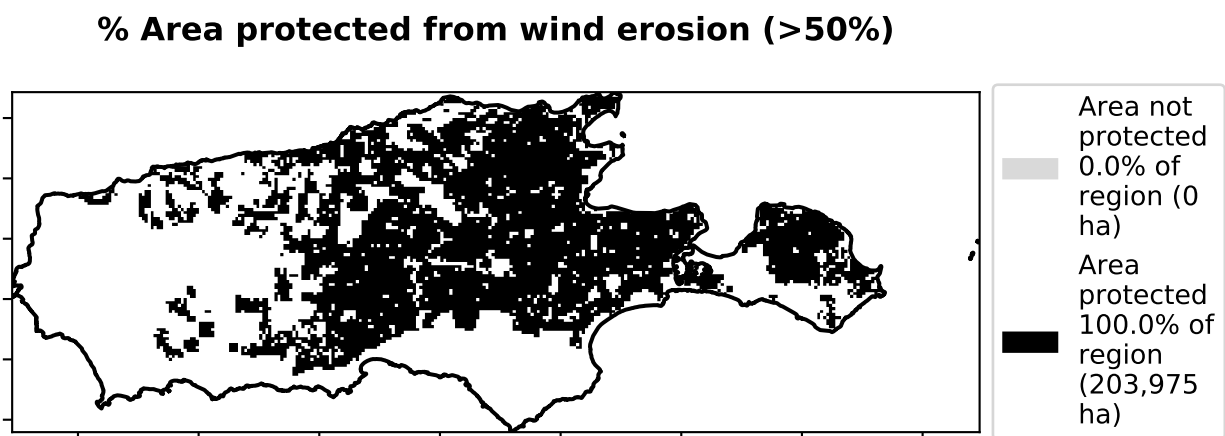 % Area protected from wind erosion (>50%)
Area not
protected
0.0% of
region (0
ha)
Area
protected
100.0% of
region
(203,975
ha)